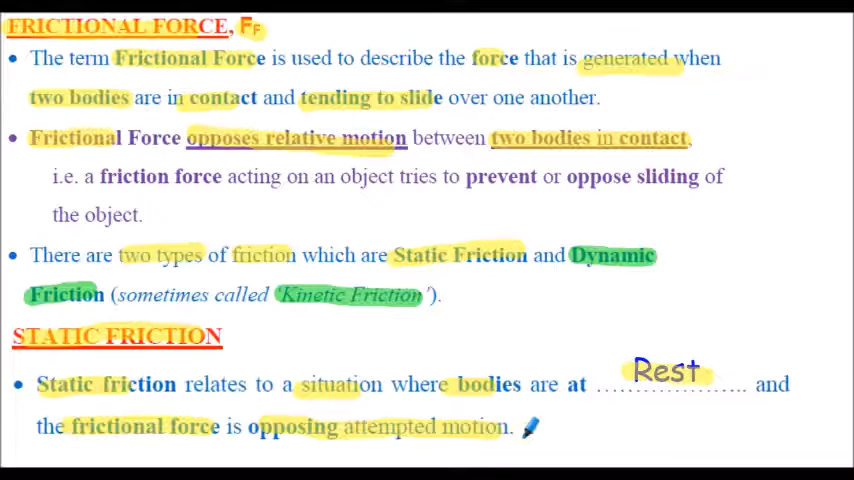 FRICTIONAL FORCE, FF
• The term Frictional Force is used to describe the force that is generated when
two bodies are in contact and tending to slide over one another.
• Frictional Force opposes relative motion between two bodies in contact,
i.e. a friction force acting on an object tries to prevent or oppose sliding of
the object.
• There are two types of friction which are Static Friction and Dynamic
Friction (sometimes called ‘Kinetic Friction’).
STATIC FRICTION
• Static friction relates to a situation where bodies are at ...Rest... and
the frictional force is opposing attempted motion.